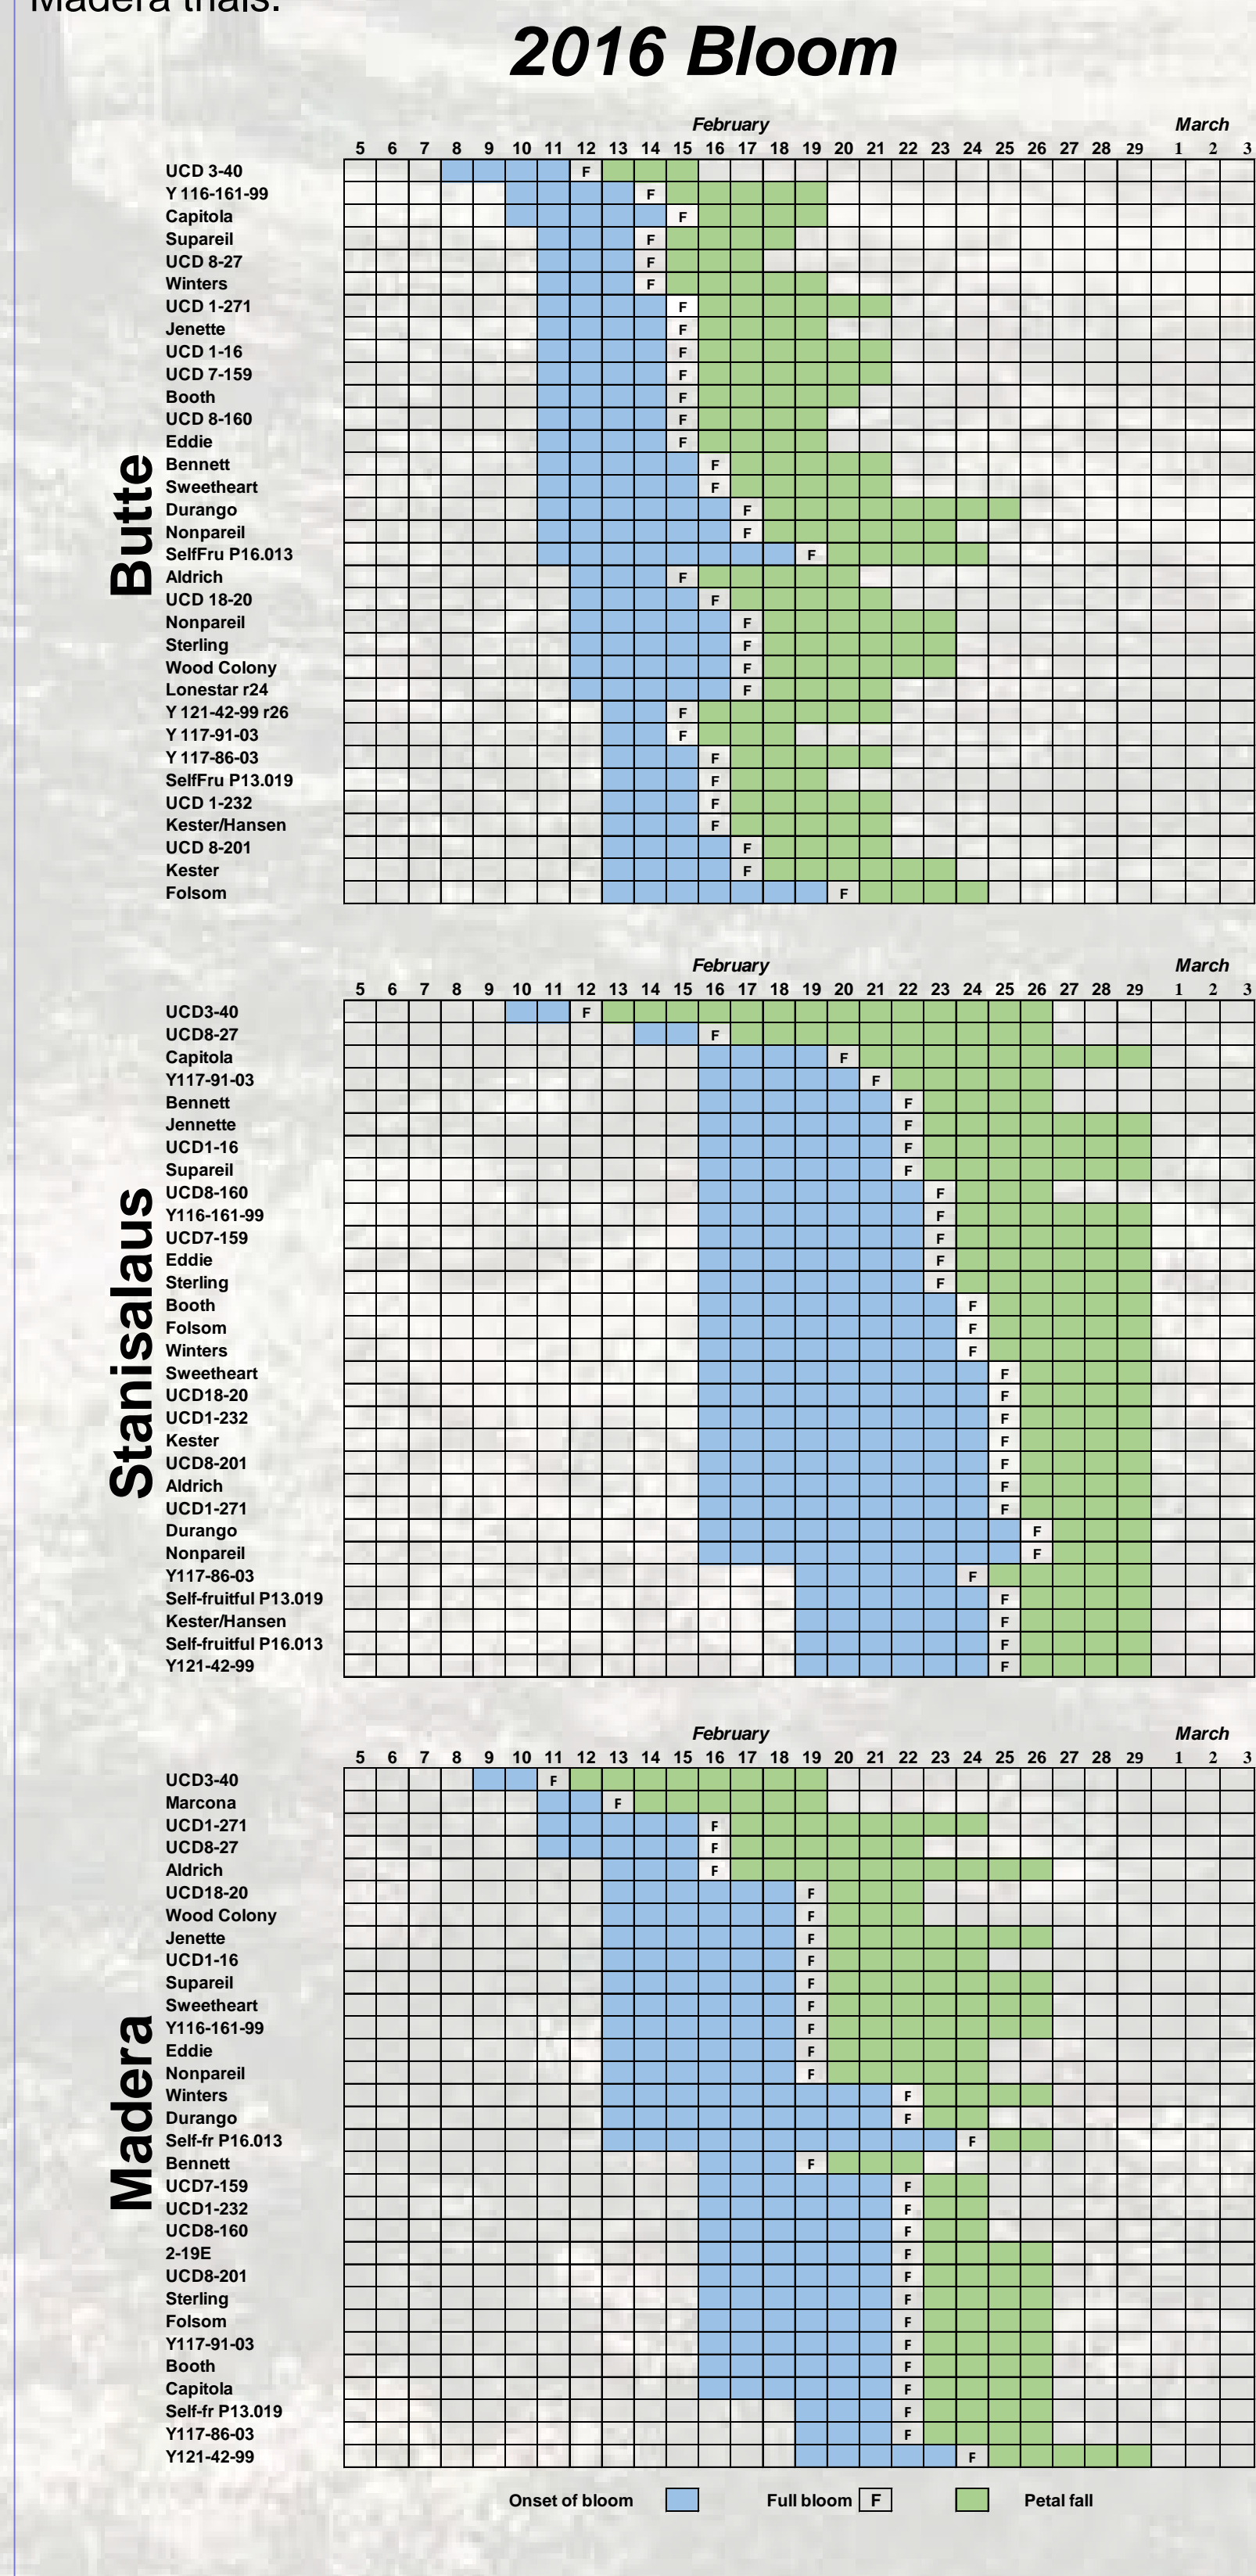 Madera trials.
2016 Bloom
February March
5 6 7 8 9 10 11 12 13 14 15 16 17 18 19 20 21 22 23 24 25 26 27 28 29 1 2 3
Butte
UCD 3-40 F
Y 116-161-99 F
Capitola F
Supareil F
UCD 8-27 F
Winters F
UCD 1-271 F
Jenette F
UCD 1-16 F
UCD 7-159 F
Booth F
UCD 8-160 F
Eddie F
Bennett F
Sweetheart F
Durango F
Nonpareil F
SelfFru P16.013 F
Aldrich F
UCD 18-20 F
Nonpareil F
Sterling F
Wood Colony F
Lonestar r24 F
Y 121-42-99 r26 F
Y 117-91-03 F
Y 117-86-03 F
SelfFru P13.019 F
UCD 1-232 F
Kester/Hansen F
UCD 8-201 F
Kester F
Folsom F
February March
5 6 7 8 9 10 11 12 13 14 15 16 17 18 19 20 21 22 23 24 25 26 27 28 29 1 2 3
Stanisalaus
UCD3-40 F
UCD8-27 F
Capitola F
Y117-91-03 F
Bennett F
Jennette F
UCD1-16 F
Supareil F
UCD8-160 F
Y116-161-99 F
UCD7-159 F
Eddie F
Sterling F
Booth F
Folsom F
Winters F
Sweetheart F
UCD18-20 F
UCD1-232 F
Kester F
UCD8-201 F
Aldrich F
UCD1-271 F
Durango F
Nonpareil F
Y117-86-03 F
Self-fruitful P13.019 F
Kester/Hansen F
Self-fruitful P16.013 F
Y121-42-99 F
February March
5 6 7 8 9 10 11 12 13 14 15 16 17 18 19 20 21 22 23 24 25 26 27 28 29 1 2 3
Madera
UCD3-40 F
Marcona F
UCD1-271 F
UCD8-27 F
Aldrich F
UCD18-20 F
Wood Colony F
Jenette F
UCD1-16 F
Supareil F
Sweetheart F
Y116-161-99 F
Eddie F
Nonpareil F
Winters F
Durango F
Self-fr P16.013 F
Bennett F
UCD7-159 F
UCD1-232 F
UCD8-160 F
2-19E F
UCD8-201 F
Sterling F
Folsom F
Y117-91-03 F
Booth F
Capitola F
Self-fr P13.019 F
Y117-86-03 F
Y121-42-99 F
Onset of bloom Full bloom F Petal fall